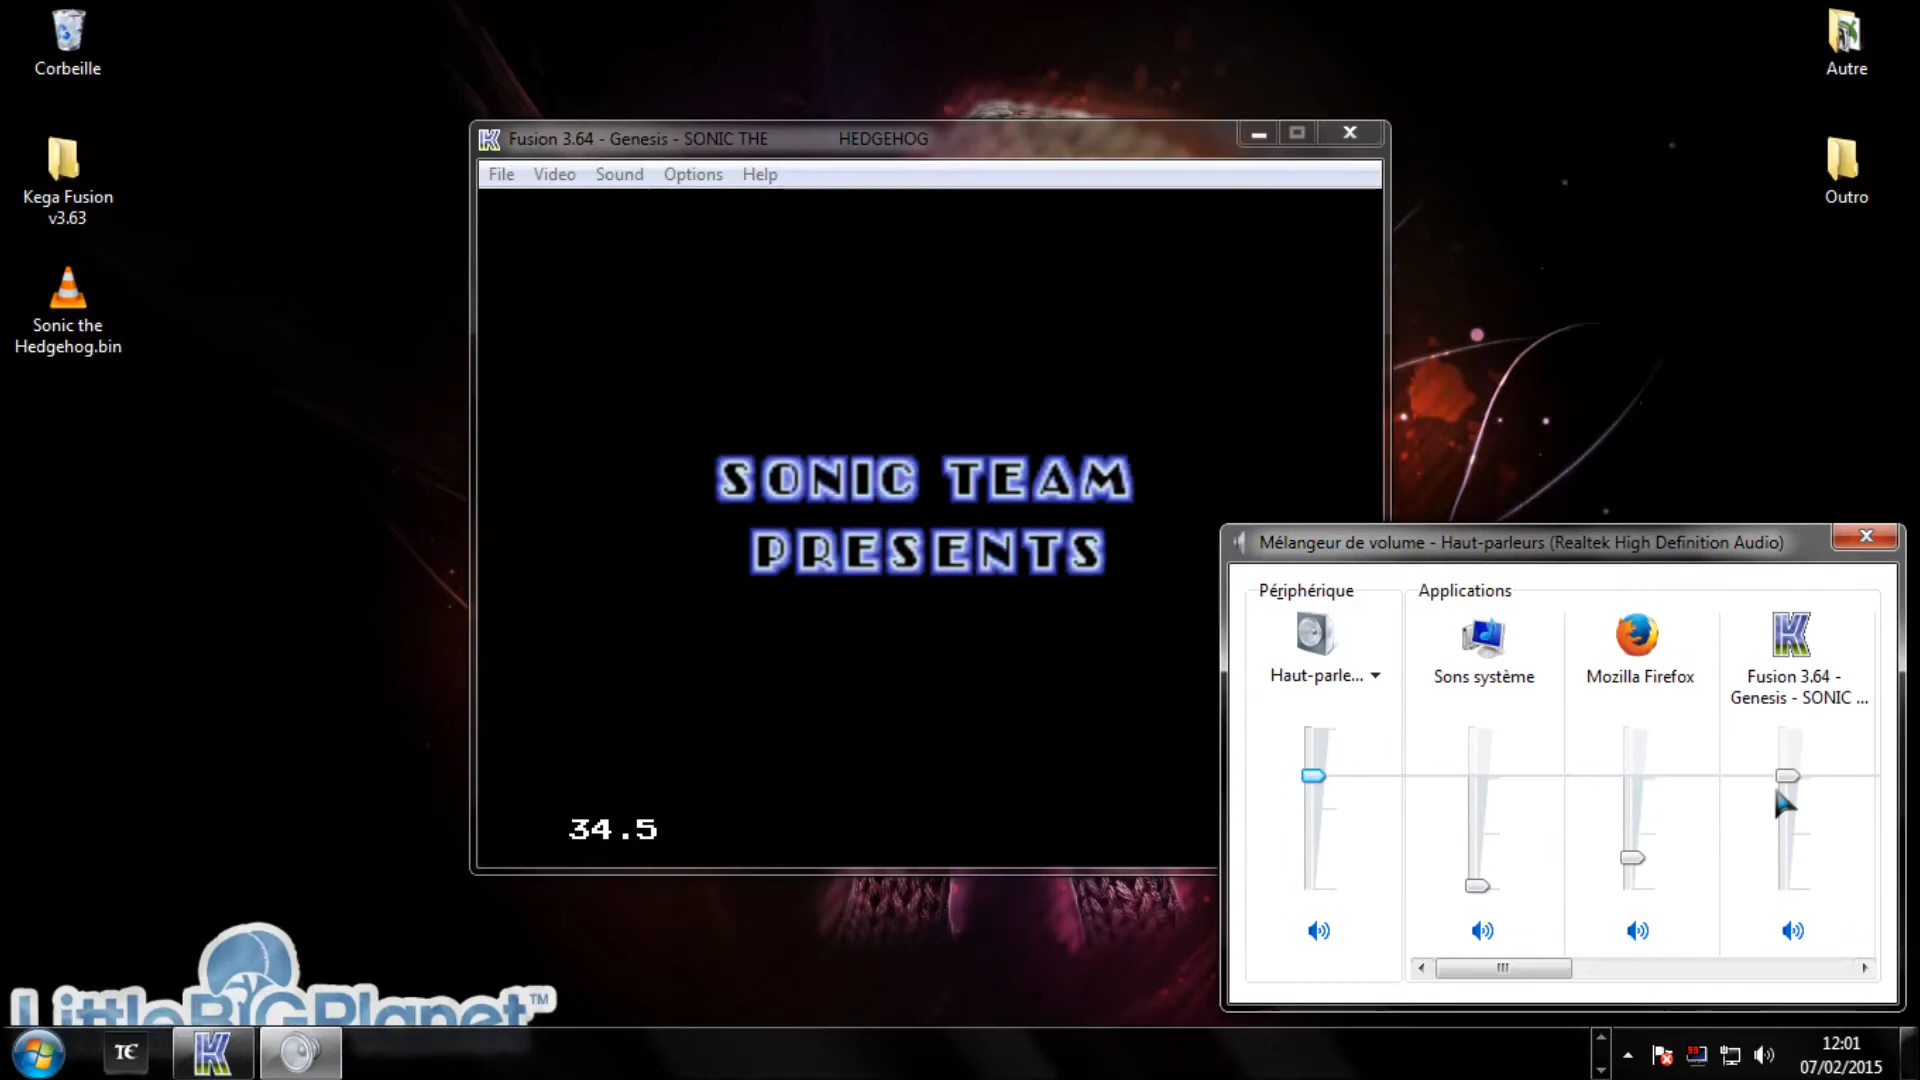 Corbeille
Kega Fusion
v3.63
Sonic the
Hedgehog.bin
Autre
Outro
Fusion 3.64 - Genesis - SONIC THE HEDGEHOG
File Video Sound Options Help
SONIC TEAM
PRESENTS
34.5
Mélangeur de volume - Haut-parleurs (Realtek High Definition Audio)
Périphérique
Applications
Haut-parle...
Sons système
Mozilla Firefox
Fusion 3.64 -
Genesis - SONIC ...
LittleBIGPlanet™
12:01
07/02/2015